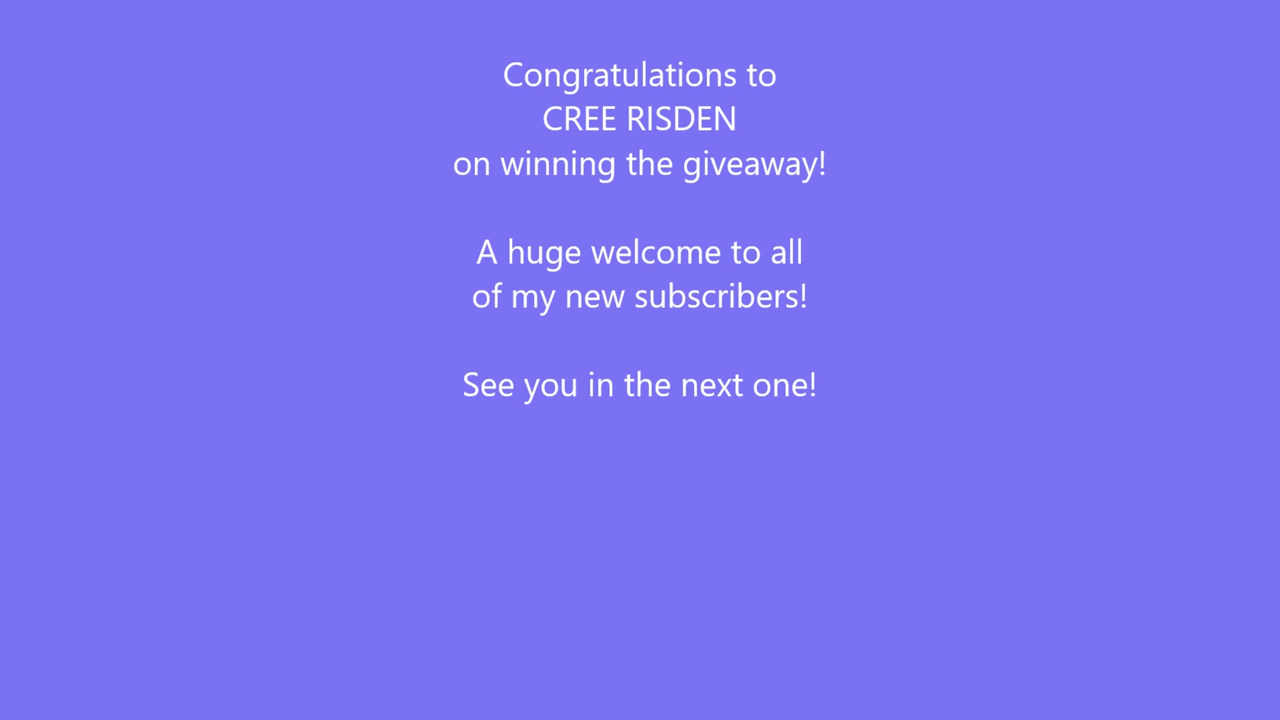 Congratulations to
CREE RISDEN
on winning the giveaway!
A huge welcome to all
of my new subscribers!
See you in the next one!